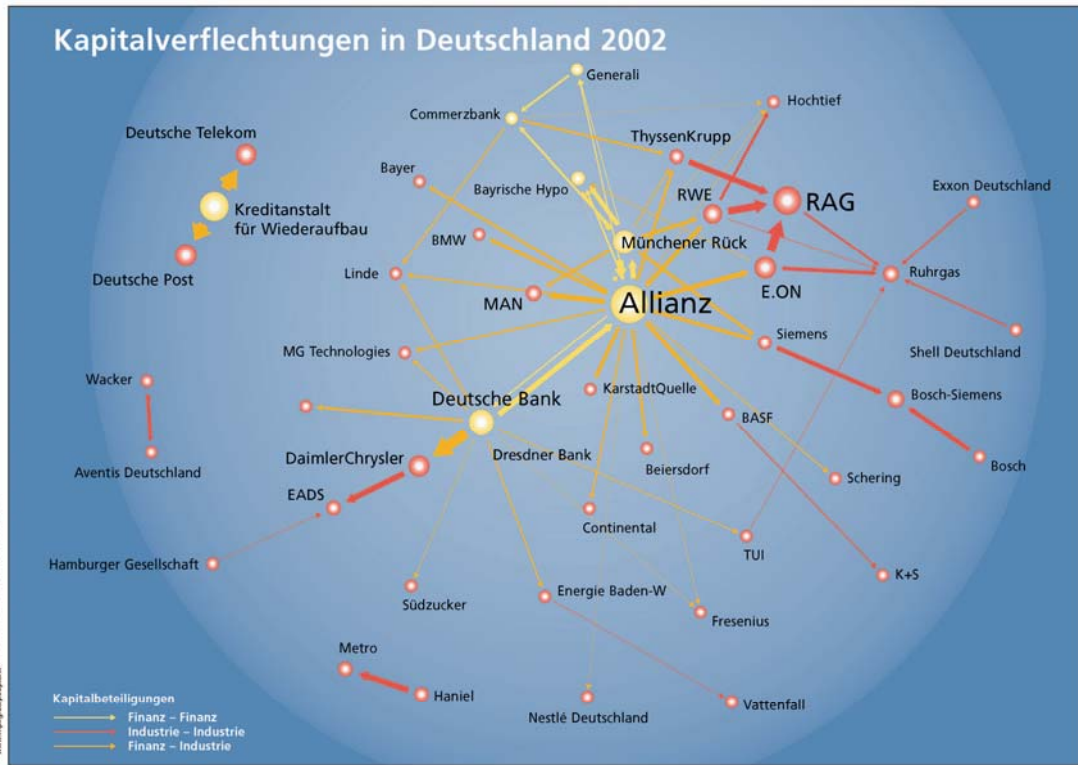 Kapitalverflechtungen in Deutschland 2002
Generali
Commerzbank
Hochtief
Deutsche Telekom
ThyssenKrupp
Bayer
Bayrische Hypo
RWE
RAG
Exxon Deutschland
Kreditanstalt
für Wiederaufbau
BMW
Münchener Rück
Deutsche Post
Linde
MAN
Allianz
E.ON
Ruhrgas
Siemens
Shell Deutschland
MG Technologies
Wacker
KarstadtQuelle
Bosch-Siemens
Deutsche Bank
BASF
Aventis Deutschland
DaimlerChrysler
Dresdner Bank
Beiersdorf
Schering
Bosch
EADS
Continental
TUI
Hamburger Gesellschaft
K+S
Südzucker
Energie Baden-W
Fresenius
Metro
Haniel
Nestlé Deutschland
Vattenfall
Kapitalbeteiligungen
Finanz – Finanz
Industrie – Industrie
Finanz – Industrie